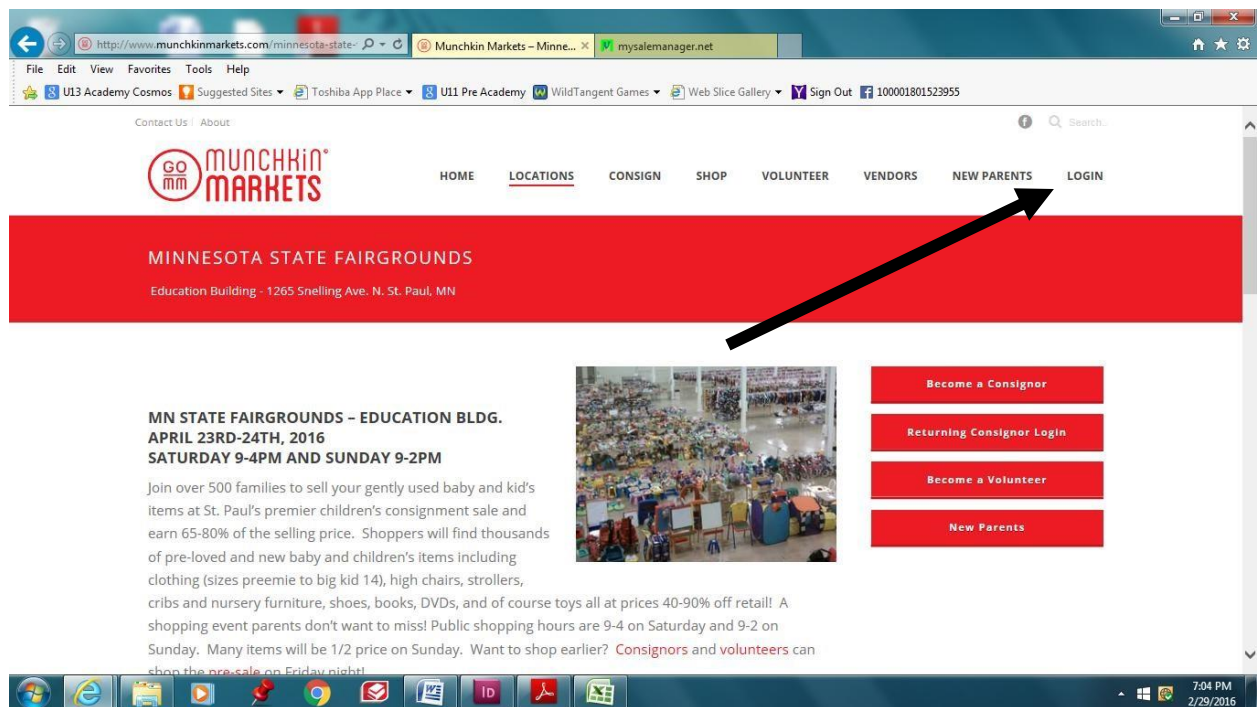 http://www.munchkinmarkets.com/minnesota-state-
Munchkin Markets – Minne...
mysalemanager.net
File Edit View Favorites Tools Help
U13 Academy Cosmos Suggested Sites Toshiba App Place U11 Pre Academy WildTangent Games Web Slice Gallery Sign Out 100001801523955
Contact Us | About
Search..
GO
mm
munchkin
markets
HOME LOCATIONS CONSIGN SHOP VOLUNTEER VENDORS NEW PARENTS LOGIN
MINNESOTA STATE FAIRGROUNDS
Education Building - 1265 Snelling Ave. N. St. Paul, MN
Become a Consignor
Returning Consignor Login
Become a Volunteer
New Parents
MN STATE FAIRGROUNDS – EDUCATION BLDG.
APRIL 23RD-24TH, 2016
SATURDAY 9-4PM AND SUNDAY 9-2PM
Join over 500 families to sell your gently used baby and kid's
items at St. Paul's premier children's consignment sale and
earn 65-80% of the selling price. Shoppers will find thousands
of pre-loved and new baby and children's items including
clothing (sizes preemie to big kid 14), high chairs, strollers,
cribs and nursery furniture, shoes, books, DVDs, and of course toys all at prices 40-90% off retail! A
shopping event parents don't want to miss! Public shopping hours are 9-4 on Saturday and 9-2 on
Sunday. Many items will be 1/2 price on Sunday. Want to shop earlier? Consignors and volunteers can
shop the pre-sale on Friday night!
ID
7:04 PM
2/29/2016